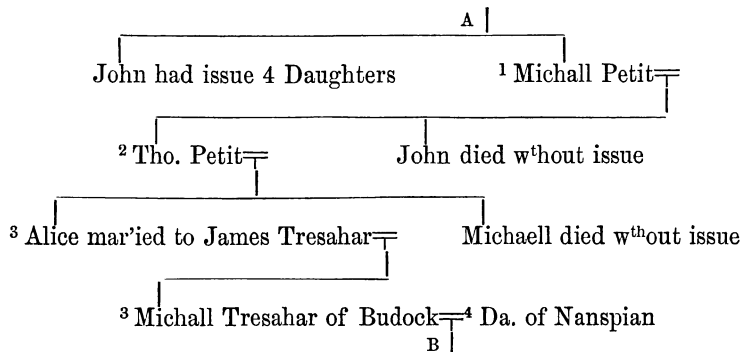 A
John had issue 4 Daughters ¹ Michall Petit
² Tho. Petit John died wᵗhout issue
³ Alice mar'ied to James Tresahar Michaell died wᵗʰout issue
³ Michall Tresahar of Budock ⁴ Da. of Nanspian
B